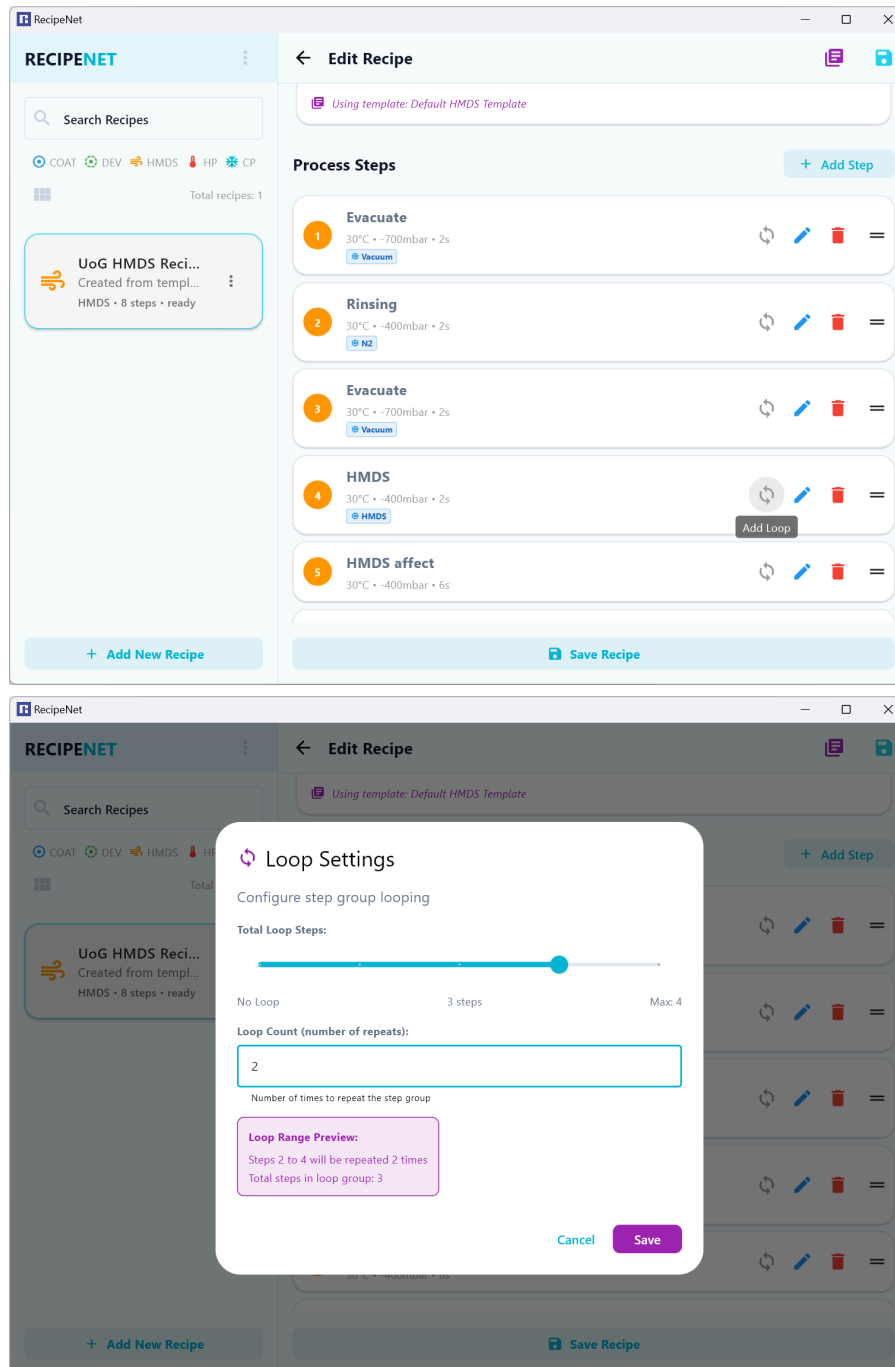 RecipeNet
RECIPENET
Edit Recipe
Search Recipes
COAT DEV HMDS HP CP
Total recipes: 1
UoG HMDS Reci...
Created from templ...
HMDS • 8 steps • ready
+ Add New Recipe
Using template: Default HMDS Template
Process Steps
+ Add Step
1
Evacuate
30°C • -700mbar • 2s
Vacuum
2
Rinsing
30°C • -400mbar • 2s
N2
3
Evacuate
30°C • -700mbar • 2s
Vacuum
4
HMDS
30°C • -400mbar • 2s
HMDS
Add Loop
5
HMDS affect
30°C • -400mbar • 6s
Save Recipe
RecipeNet
RECIPENET
Edit Recipe
Search Recipes
COAT DEV HMDS
Total
UoG HMDS Reci...
Created from templ...
HMDS • 8 steps • ready
+ Add New Recipe
Using template: Default HMDS Template
+ Add Step
Loop Settings
Configure step group looping
Total Loop Steps:
No Loop 3 steps Max: 4
Loop Count (number of repeats):
2
Number of times to repeat the step group
Loop Range Preview:
Steps 2 to 4 will be repeated 2 times
Total steps in loop group: 3
Cancel Save
Save Recipe